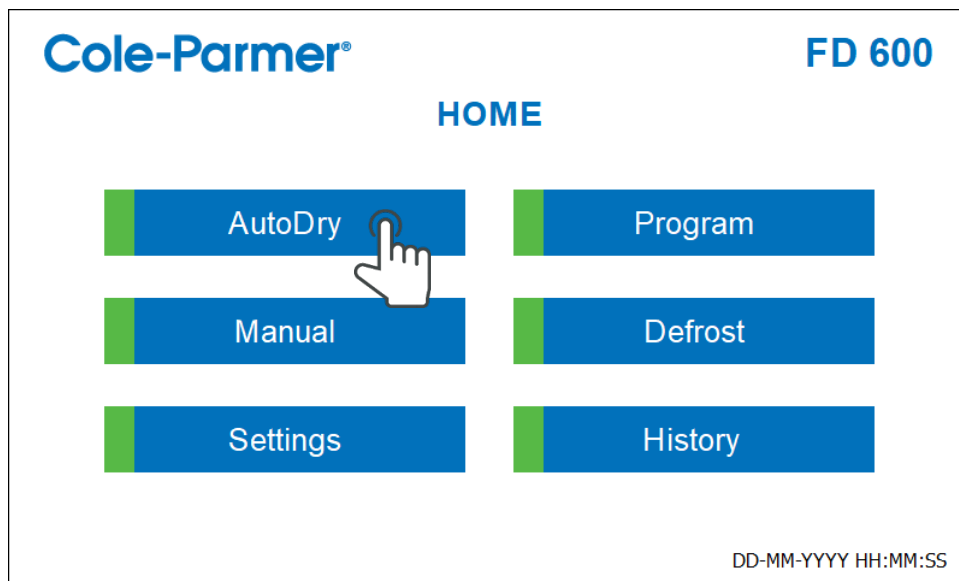 Cole-Parmer® FD 600
HOME
AutoDry Program
Manual Defrost
Settings History
DD-MM-YYYY HH:MM:SS